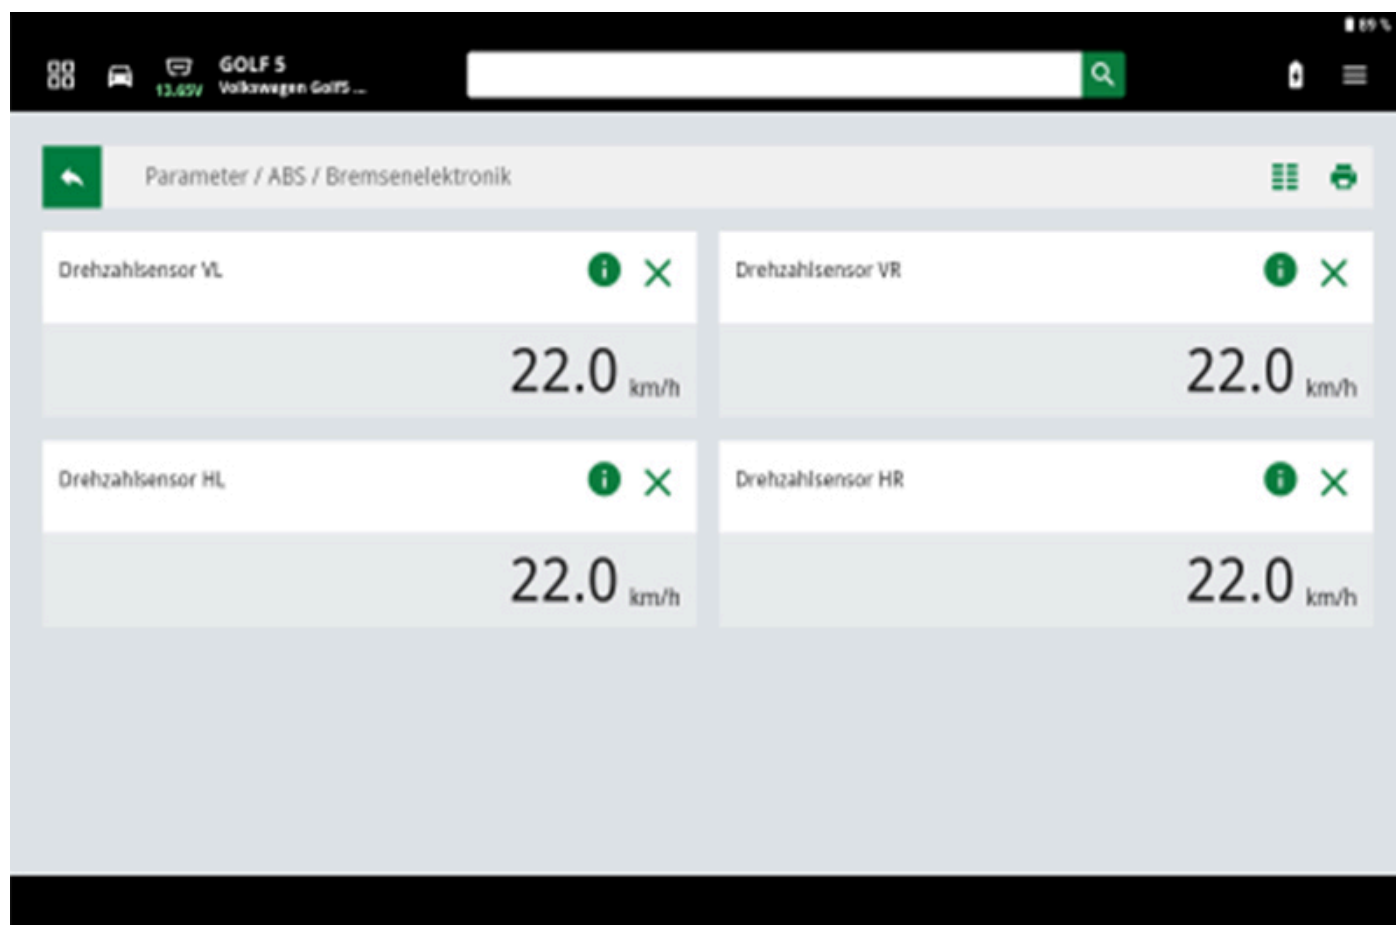 89 %
GOLF 5
13.65V Volkswagen Golf5 ...
Parameter / ABS / Bremsenelektronik
Drehzahlsensor VL
Drehzahlsensor VR
22.0 km/h
22.0 km/h
Drehzahlsensor HL
Drehzahlsensor HR
22.0 km/h
22.0 km/h